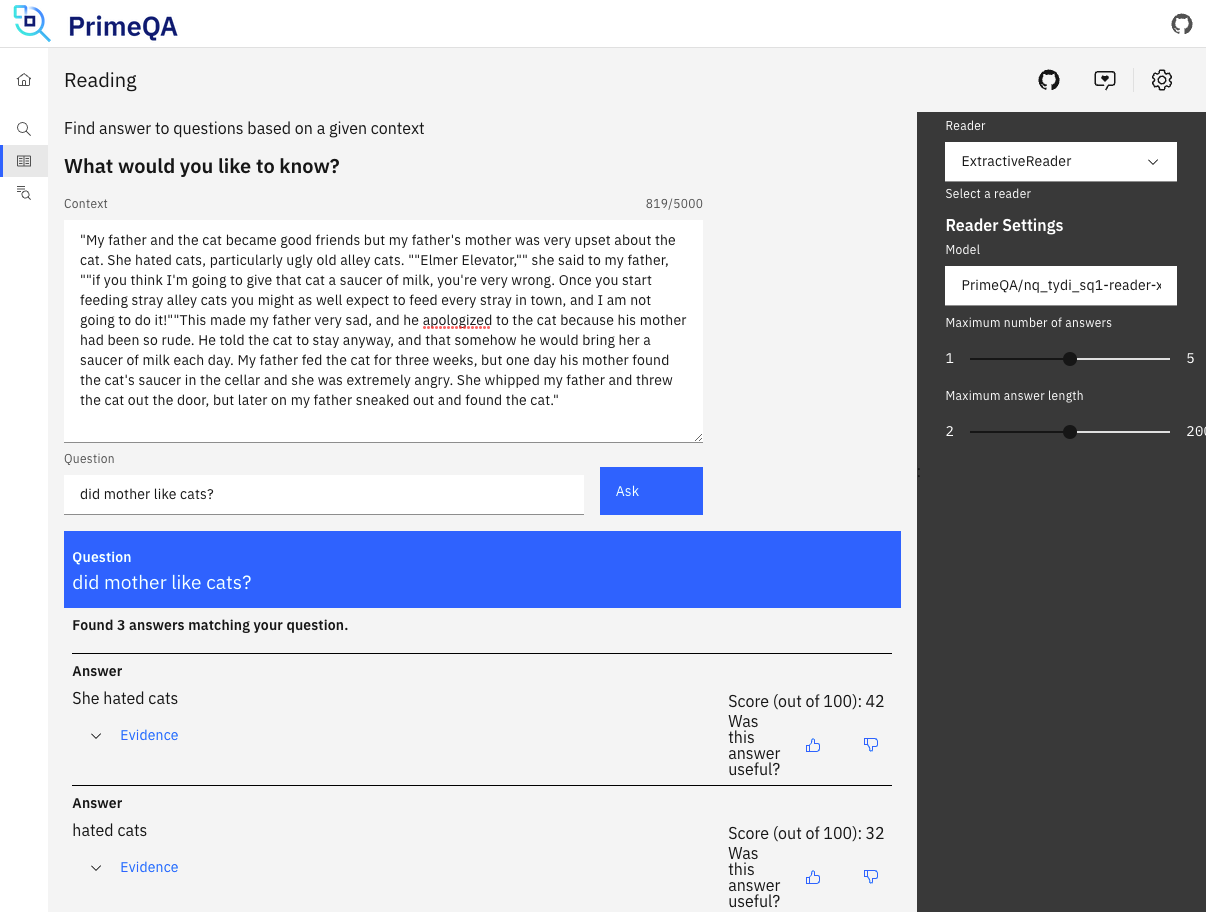 PrimeQA
Reading
Find answer to questions based on a given context
What would you like to know?
Context
819/5000
"My father and the cat became good friends but my father's mother was very upset about the
cat. She hated cats, particularly ugly old alley cats. ""Elmer Elevator,"" she said to my father,
""if you think I'm going to give that cat a saucer of milk, you're very wrong. Once you start
feeding stray alley cats you might as well expect to feed every stray in town, and I am not
going to do it!""This made my father very sad, and he apologized to the cat because his mother
had been so rude. He told the cat to stay anyway, and that somehow he would bring her a
saucer of milk each day. My father fed the cat for three weeks, but one day his mother found
the cat's saucer in the cellar and she was extremely angry. She whipped my father and threw
the cat out the door, but later on my father sneaked out and found the cat."
Question
did mother like cats?
Ask
Question
did mother like cats?
Found 3 answers matching your question.
Answer
She hated cats
Score (out of 100): 42
Was
this
answer
useful?
Evidence
Answer
hated cats
Score (out of 100): 32
Was
this
answer
useful?
Evidence
Reader
ExtractiveReader
Select a reader
Reader Settings
Model
PrimeQA/nq_tydi_sq1-reader-x
Maximum number of answers
1 5
Maximum answer length
2 200